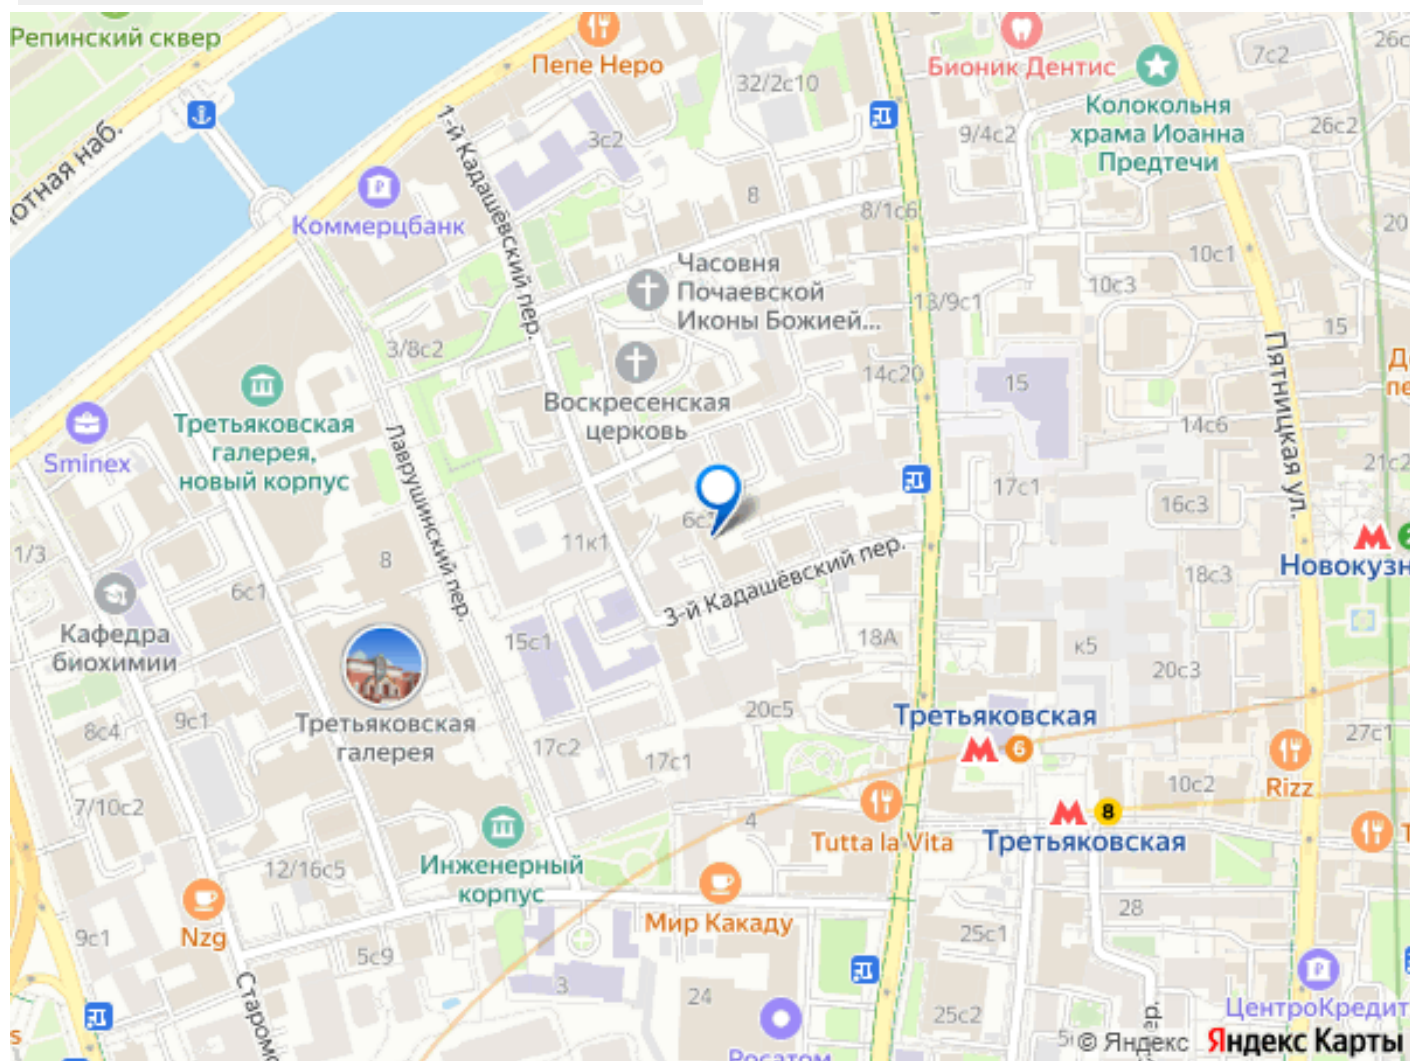 Репинский сквер
Пепе Неро
Бионик Дентис
7с2
26с
32/2с10
Колокольня
храма Иоанна
Предтечи
26с2
3с2
9/4с2
1-й Кадашёвский пер.
Коммерцбанк
8
8/1с6
20
10с1
Часовня
Почаевской
Иконы Божией...
10с3
13/9с1
15
3/8с2
14с20
15
Пятницкая ул.
Третьяковская
галерея,
новый корпус
Воскресенская
церковь
14с6
Sminex
Лаврушинский пер.
21с2
17с1
16с3
11к1
1/3
8
3-й Кадашёвский пер.
Новокузн
18с3
6с1
Кафедра
биохимии
15с1
18А
к5
20с3
Третьяковская
галерея
20с5
Третьяковская
6
8с4
9с1
17с2
17с1
27с1
7/10с2
10с2
Rizz
4
8
Tutta la Vita
Третьяковская
Инженерный
корпус
12/16с5
Мир Какаду
28
Nzg
9с1
5с9
25с1
3
24
25с2
ЦентроКредит
Росатом
© Яндекс Яндекс Карты